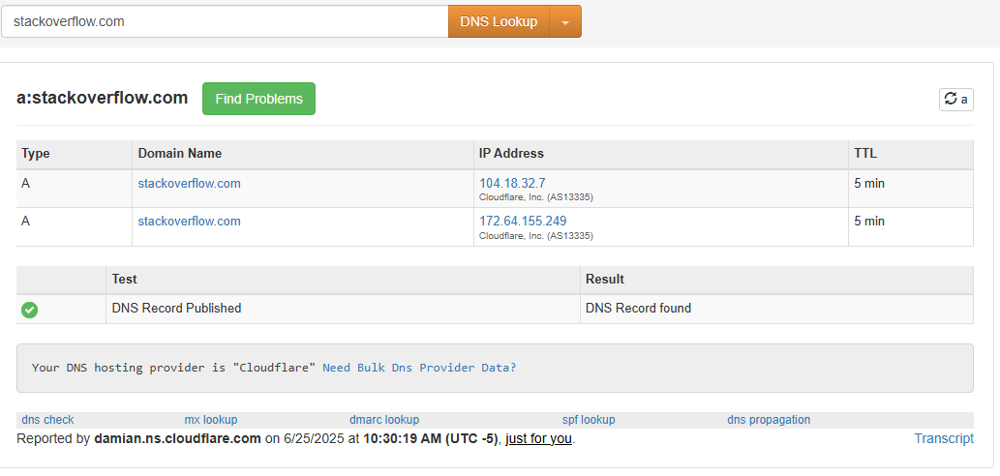 stackoverflow.com DNS Lookup
a:stackoverflow.com Find Problems a
Type Domain Name IP Address TTL
A stackoverflow.com 104.18.32.7 5 min
Cloudflare, Inc. (AS13335)
A stackoverflow.com 172.64.155.249 5 min
Cloudflare, Inc. (AS13335)
Test Result
DNS Record Published DNS Record found
Your DNS hosting provider is "Cloudflare" Need Bulk Dns Provider Data?
dns check mx lookup dmarc lookup spf lookup dns propagation
Reported by damian.ns.cloudflare.com on 6/25/2025 at 10:30:19 AM (UTC -5), just for you. Transcript